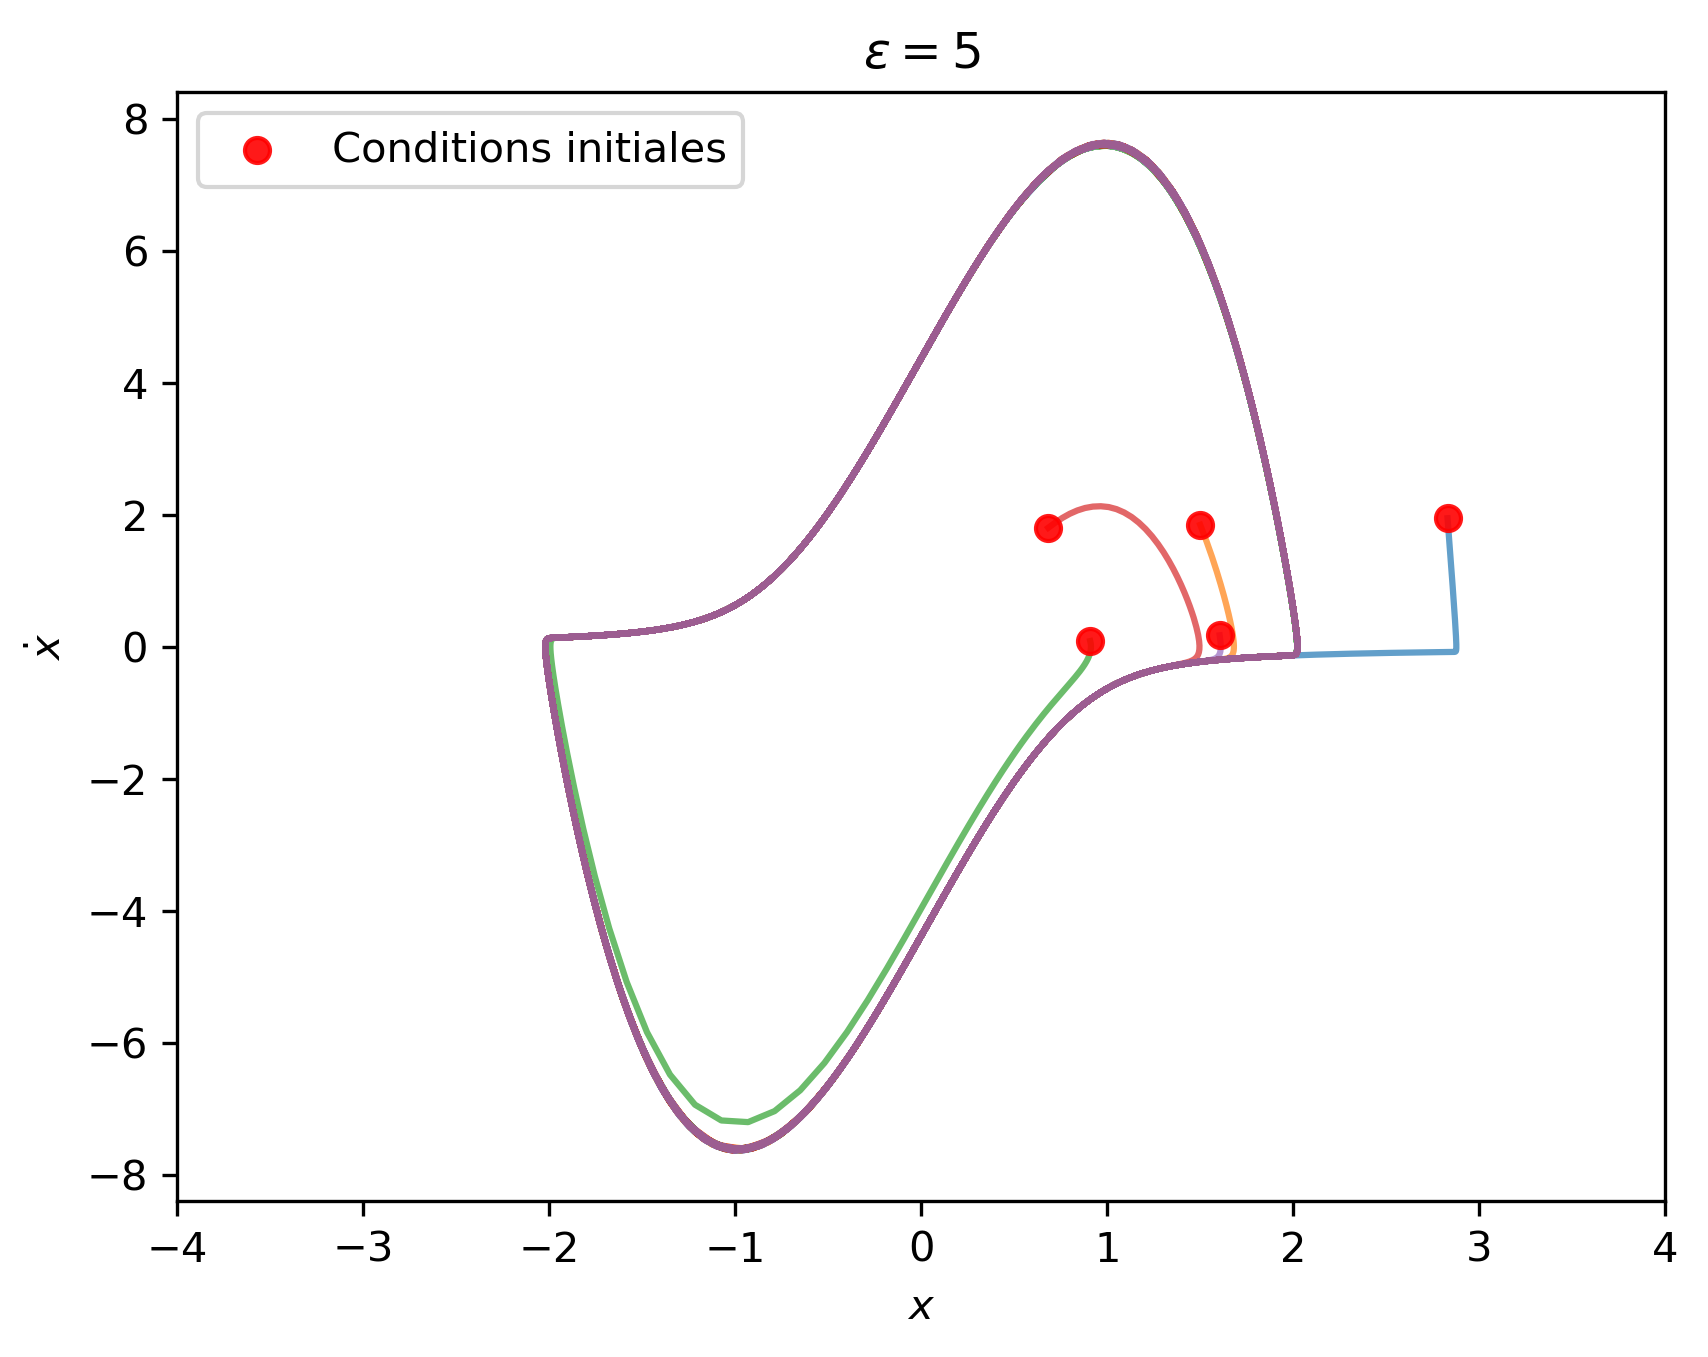 ε = 5
Conditions initiales
8
6
4
2
0
−2
−4
−6
−8
ẋ
−4 −3 −2 −1 0 1 2 3 4
x